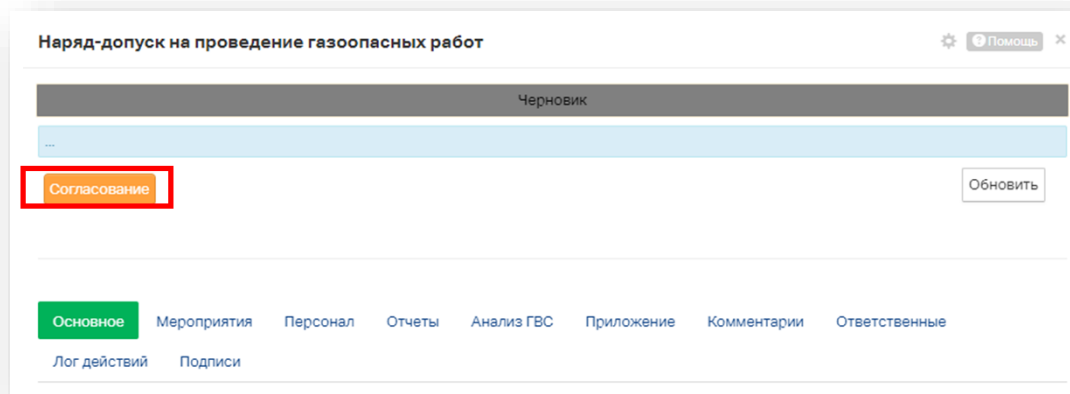 Наряд-допуск на проведение газоопасных работ
? Помощь ×
Черновик
...
Согласование
Обновить
Основное Мероприятия Персонал Отчеты Анализ ГВС Приложение Комментарии Ответственные
Лог действий Подписи